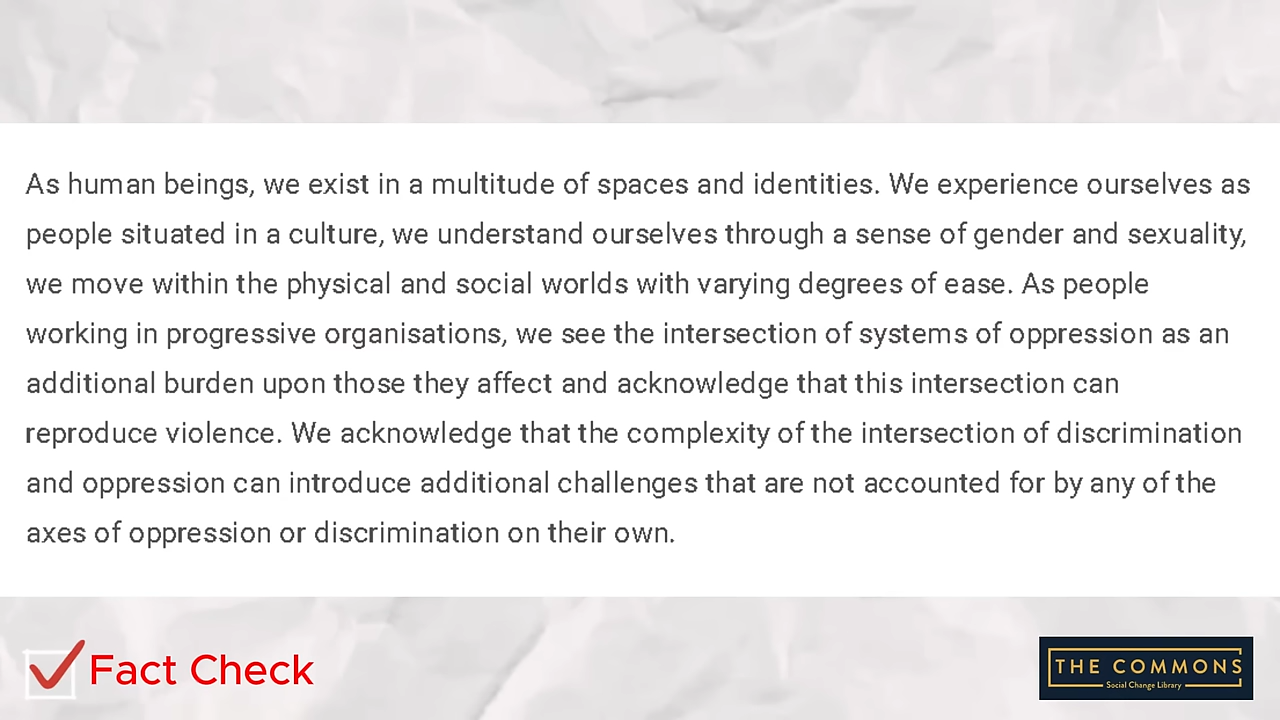 As human beings, we exist in a multitude of spaces and identities. We experience ourselves as
people situated in a culture, we understand ourselves through a sense of gender and sexuality,
we move within the physical and social worlds with varying degrees of ease. As people
working in progressive organisations, we see the intersection of systems of oppression as an
additional burden upon those they affect and acknowledge that this intersection can
reproduce violence. We acknowledge that the complexity of the intersection of discrimination
and oppression can introduce additional challenges that are not accounted for by any of the
axes of oppression or discrimination on their own.
Fact Check
THE COMMONS
Social Change Library